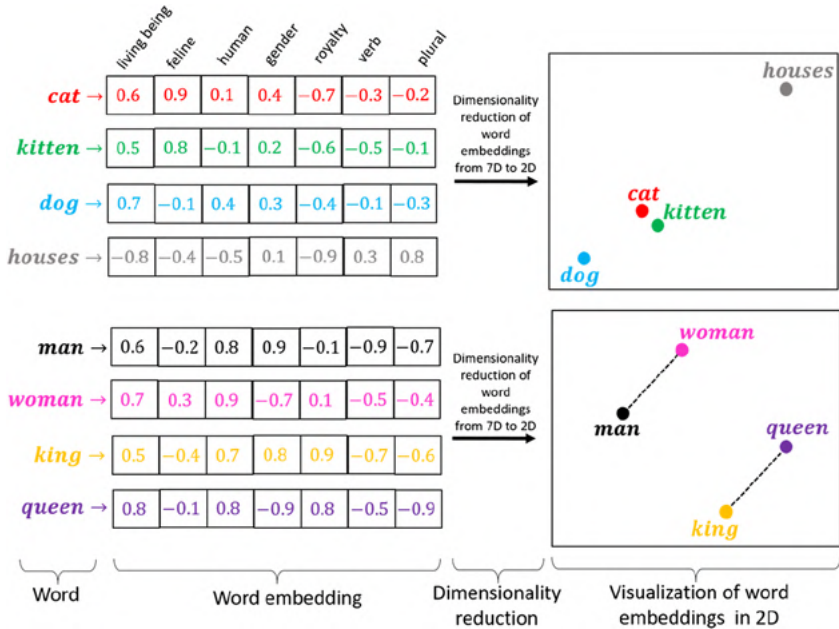 living being feline human gender royalty verb plural
cat → 0.6 0.9 0.1 0.4 −0.7 −0.3 −0.2
kitten → 0.5 0.8 −0.1 0.2 −0.6 −0.5 −0.1
dog → 0.7 −0.1 0.4 0.3 −0.4 −0.1 −0.3
houses → −0.8 −0.4 −0.5 0.1 −0.9 0.3 0.8
Dimensionality
reduction of
word
embeddings
from 7D to 2D
houses
cat
kitten
dog
man → 0.6 −0.2 0.8 0.9 −0.1 −0.9 −0.7
woman → 0.7 0.3 0.9 −0.7 0.1 −0.5 −0.4
king → 0.5 −0.4 0.7 0.8 0.9 −0.7 −0.6
queen → 0.8 −0.1 0.8 −0.9 0.8 −0.5 −0.9
Dimensionality
reduction of
word
embeddings
from 7D to 2D
woman
man
queen
king
Word
Word embedding
Dimensionality
reduction
Visualization of word
embeddings in 2D